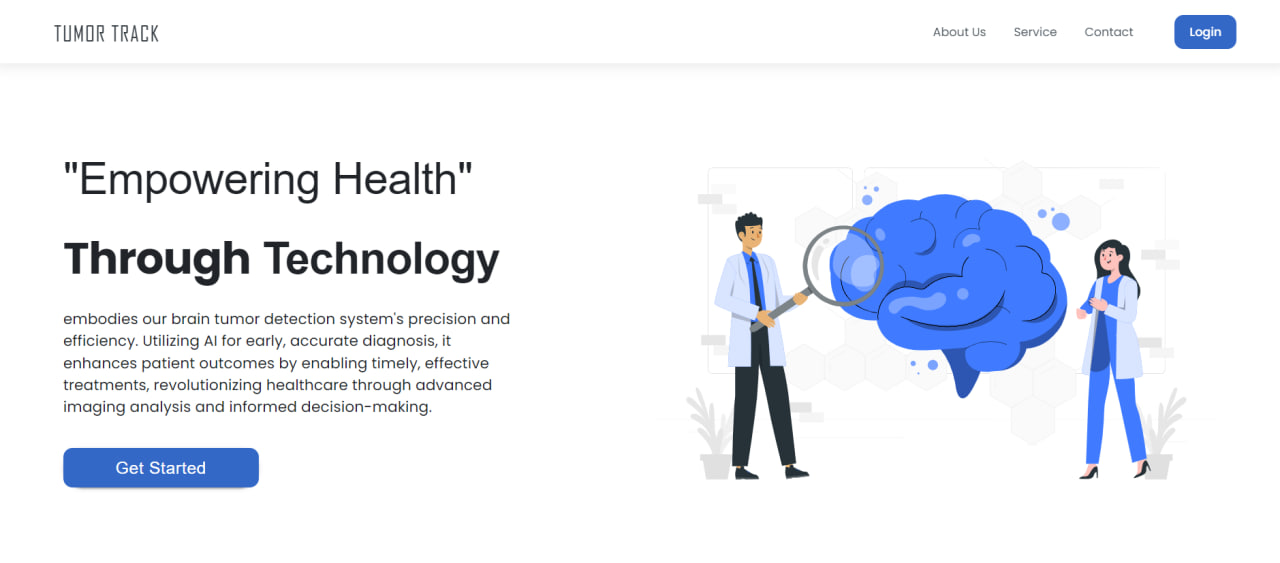 TUMOR TRACK
About Us Service Contact Login
"Empowering Health"
Through Technology
embodies our brain tumor detection system's precision and
efficiency. Utilizing AI for early, accurate diagnosis, it
enhances patient outcomes by enabling timely, effective
treatments, revolutionizing healthcare through advanced
imaging analysis and informed decision-making.
Get Started